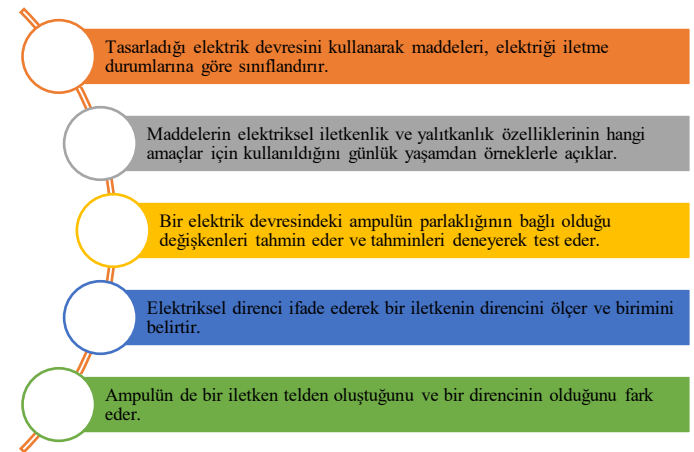 Tasarladığı elektrik devresini kullanarak maddeleri, elektriği iletme
durumlarına göre sınıflandırır.
Maddelerin elektriksel iletkenlik ve yalıtkanlık özelliklerinin hangi
amaçlar için kullanıldığını günlük yaşamdan örneklerle açıklar.
Bir elektrik devresindeki ampulün parlaklığının bağlı olduğu
değişkenleri tahmin eder ve tahminleri deneyerek test eder.
Elektriksel direnci ifade ederek bir iletkenin direncini ölçer ve birimini
belirtir.
Ampulün de bir iletken telden oluştuğunu ve bir direncinin olduğunu fark
eder.